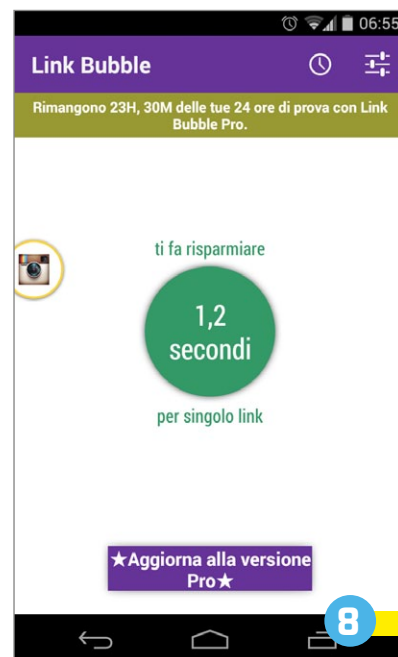 06:55
Link Bubble
Rimangono 23H, 30M delle tue 24 ore di prova con Link
Bubble Pro.
ti fa risparmiare
1,2
secondi
per singolo link
★Aggiorna alla versione
Pro★
8